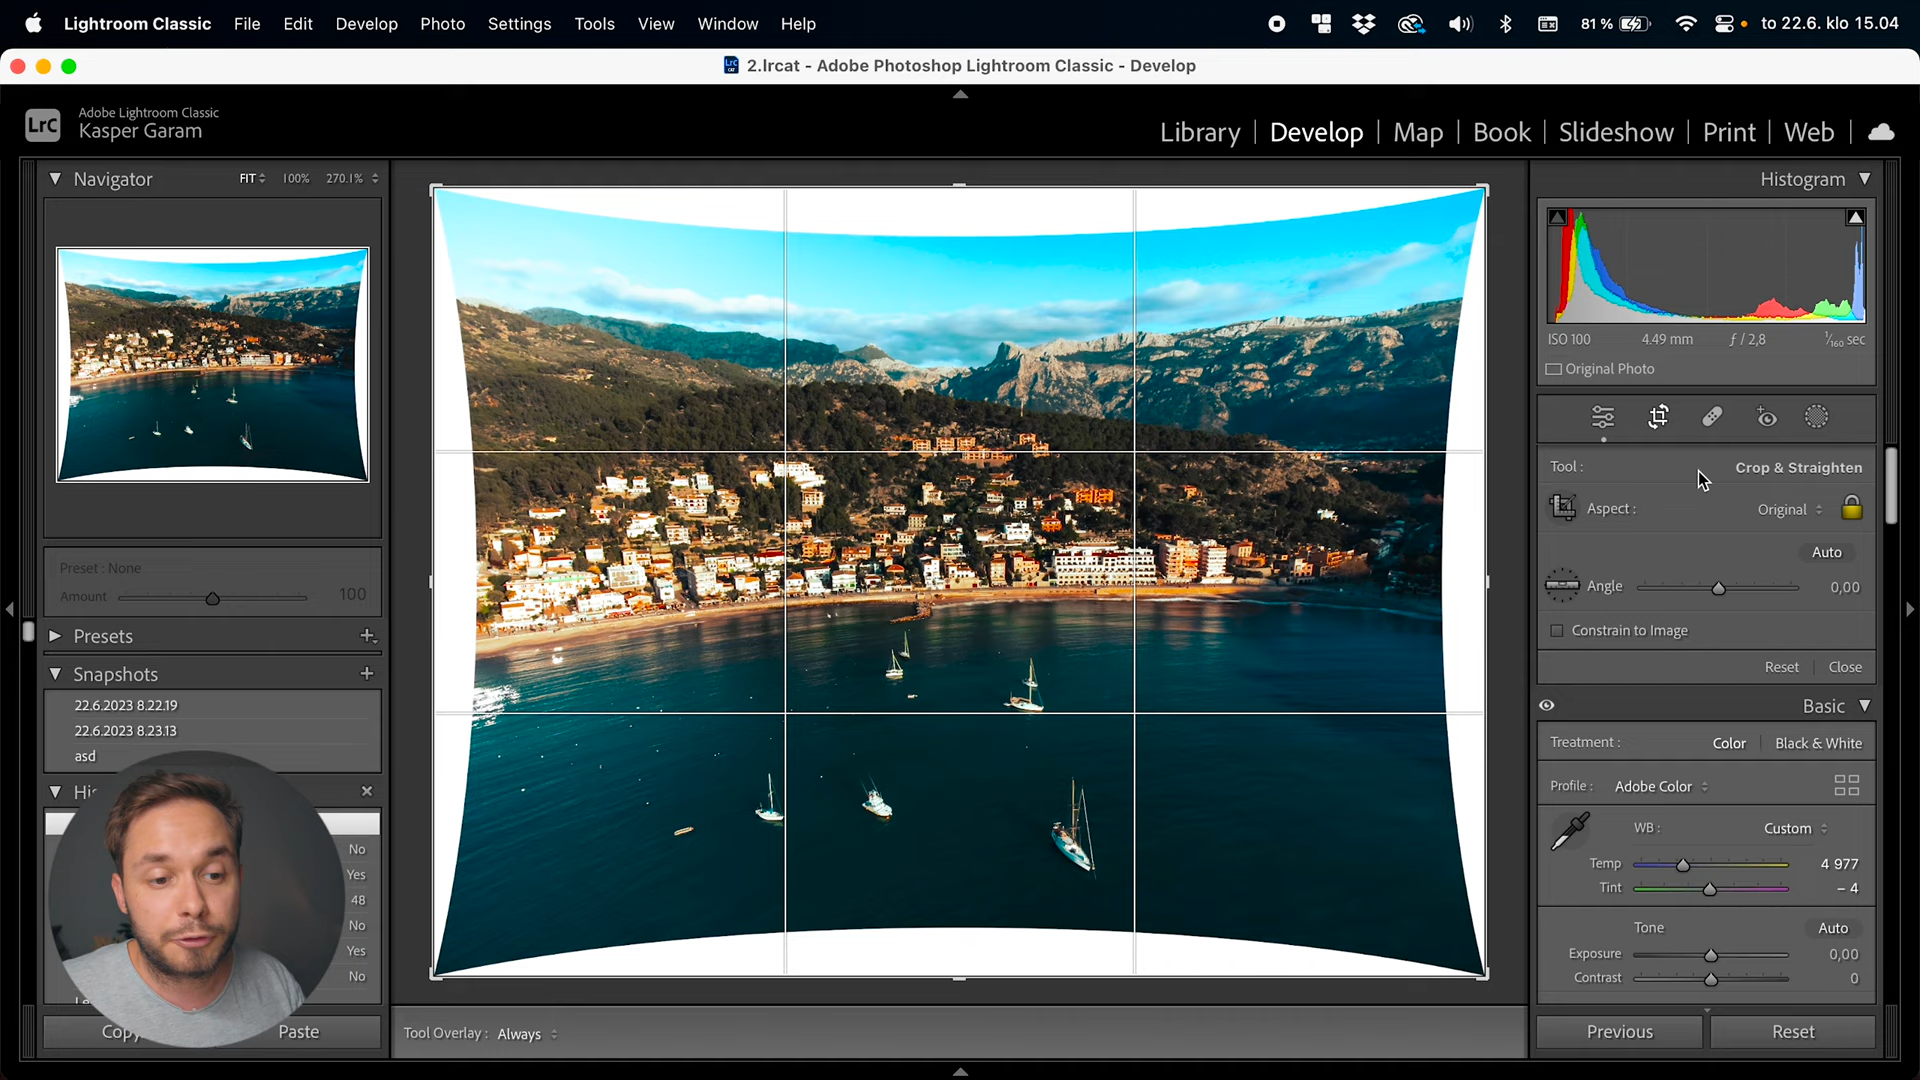 Lightroom Classic File Edit Develop Photo Settings Tools View Window Help 81 % to 22.6. klo 15.04
LrC CAT 2.lrcat - Adobe Photoshop Lightroom Classic - Develop
LrC Adobe Lightroom Classic
Kasper Garam
Library | Develop | Map | Book | Slideshow | Print | Web
Navigator FIT 100% 270.1%
Histogram
ISO 100 4.49 mm ƒ / 2,8 1/160 sec
Original Photo
Tool : Crop & Straighten
Aspect : Original
Auto
Angle 0,00
Constrain to Image
Reset Close
Preset : None
Amount 100
Presets
Snapshots
22.6.2023 8.22.19
22.6.2023 8.23.13
asd
His
No
Yes
48
No
Yes
No
Le
Copy Paste
Tool Overlay : Always
Basic
Treatment : Color Black & White
Profile : Adobe Color
WB : Custom
Temp 4 977
Tint – 4
Tone Auto
Exposure 0,00
Contrast 0
Previous Reset